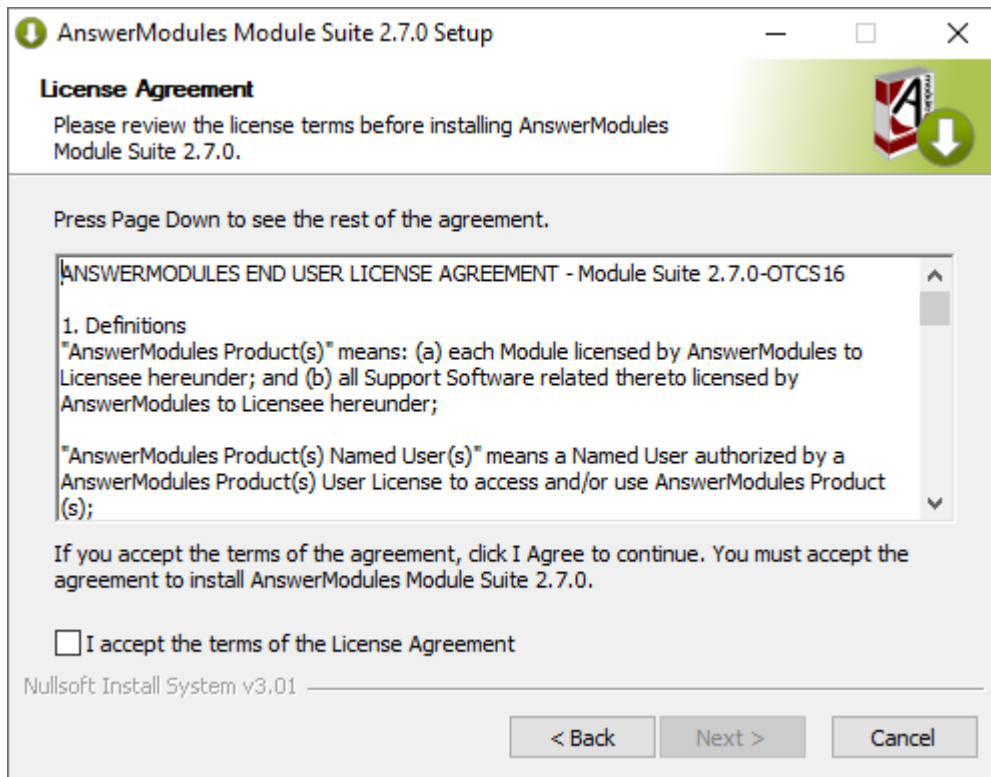 AnswerModules Module Suite 2.7.0 Setup
License Agreement
Please review the license terms before installing AnswerModules
Module Suite 2.7.0.
A
module
Press Page Down to see the rest of the agreement.
ANSWERMODULES END USER LICENSE AGREEMENT - Module Suite 2.7.0-OTCS16
1. Definitions
"AnswerModules Product(s)" means: (a) each Module licensed by AnswerModules to
Licensee hereunder; and (b) all Support Software related thereto licensed by
AnswerModules to Licensee hereunder;
"AnswerModules Product(s) Named User(s)" means a Named User authorized by a
AnswerModules Product(s) User License to access and/or use AnswerModules Product
(s);
If you accept the terms of the agreement, click I Agree to continue. You must accept the
agreement to install AnswerModules Module Suite 2.7.0.
I accept the terms of the License Agreement
Nullsoft Install System v3.01
< Back
Next >
Cancel